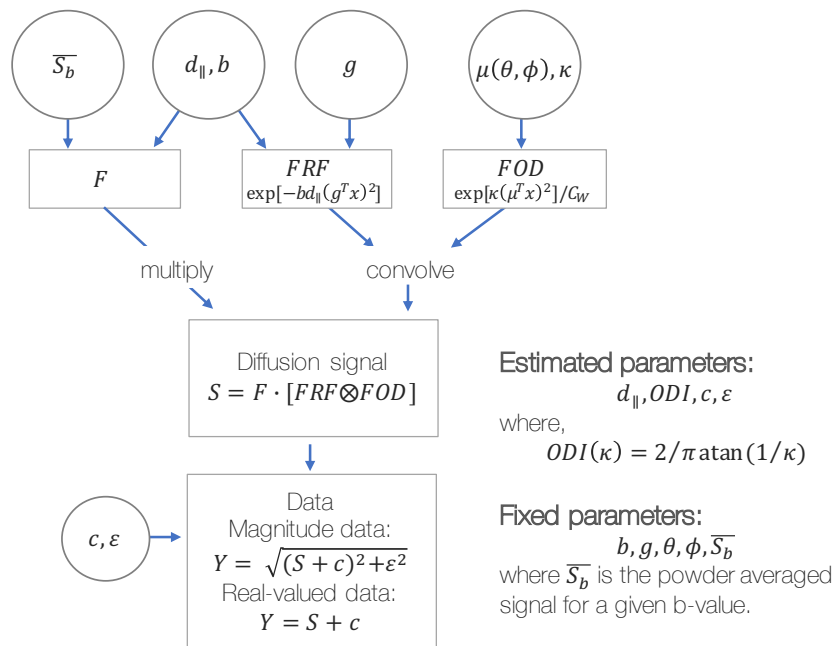 $\overline{S_b}$
$d_\parallel, b$
$g$
$\mu(\theta, \phi), \kappa$
$F$
$FRF$
$\exp[-bd_\parallel(g^T x)^2]$
$FOD$
$\exp[\kappa(\mu^T x)^2]/C_W$
multiply
convolve
Diffusion signal
$S = F \cdot [FRF \otimes FOD]$
Estimated parameters:
$d_\parallel, ODI, c, \varepsilon$
where,
$ODI(\kappa) = 2/\pi \, \mathrm{atan}(1/\kappa)$
$c, \varepsilon$
Data
Magnitude data:
$Y = \sqrt{(S + c)^2 + \varepsilon^2}$
Real-valued data:
$Y = S + c$
Fixed parameters:
$b, g, \theta, \phi, \overline{S_b}$
where $\overline{S_b}$ is the powder averaged
signal for a given b-value.